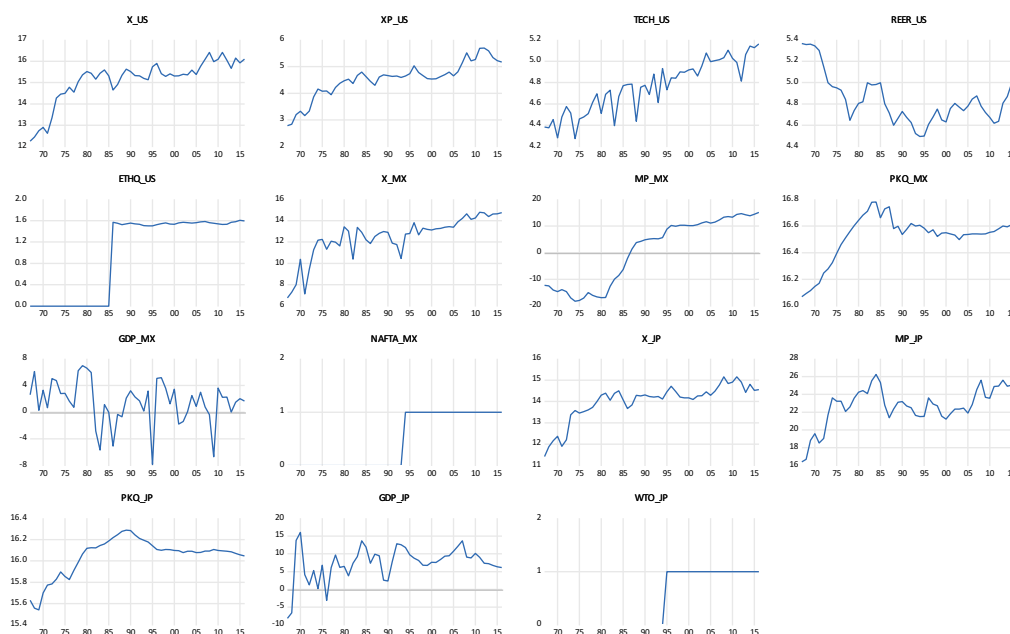 X_US
XP_US
TECH_US
REER_US
17
16
15
14
13
12
70 75 80 85 90 95 00 05 10 15
6
5
4
3
2
70 75 80 85 90 95 00 05 10 15
5.2
5.0
4.8
4.6
4.4
4.2
70 75 80 85 90 95 00 05 10 15
5.4
5.2
5.0
4.8
4.6
4.4
70 75 80 85 90 95 00 05 10 15
ETHQ_US
X_MX
MP_MX
PKQ_MX
2.0
1.6
1.2
0.8
0.4
0.0
70 75 80 85 90 95 00 05 10 15
16
14
12
10
8
6
70 75 80 85 90 95 00 05 10 15
20
10
0
-10
-20
70 75 80 85 90 95 00 05 10 15
16.8
16.6
16.4
16.2
16.0
70 75 80 85 90 95 00 05 10 15
GDP_MX
NAFTA_MX
X_JP
MP_JP
8
4
0
-4
-8
70 75 80 85 90 95 00 05 10 15
2
1
0
70 75 80 85 90 95 00 05 10 15
16
15
14
13
12
11
70 75 80 85 90 95 00 05 10 15
28
26
24
22
20
18
16
70 75 80 85 90 95 00 05 10 15
PKQ_JP
GDP_JP
WTO_JP
16.4
16.2
16.0
15.8
15.6
15.4
70 75 80 85 90 95 00 05 10 15
20
15
10
5
0
-5
-10
70 75 80 85 90 95 00 05 10 15
2
1
0
70 75 80 85 90 95 00 05 10 15